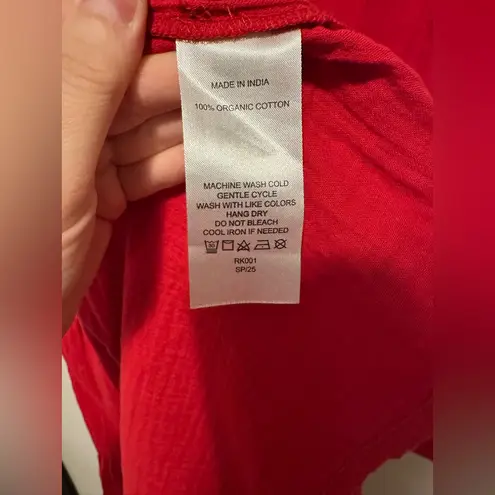 MADE IN INDIA
100% ORGANIC COTTON
MACHINE WASH COLD
GENTLE CYCLE
WASH WITH LIKE COLORS
HANG DRY
DO NOT BLEACH
COOL IRON IF NEEDED
RK001
SP/25